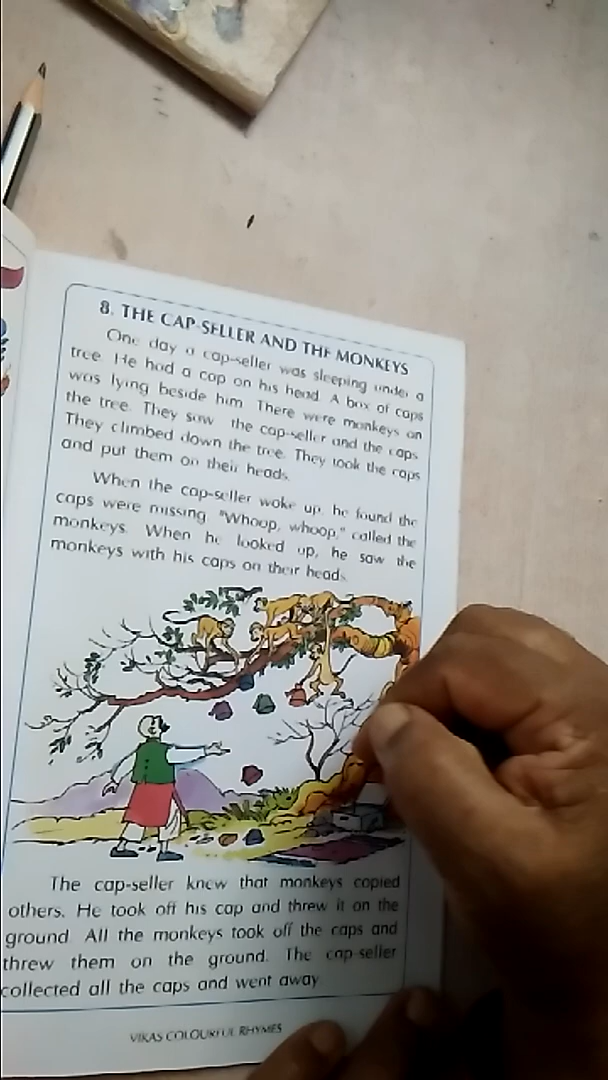 8. THE CAP-SELLER AND THE MONKEYS
One day a cap-seller was sleeping under a
tree. He had a cap on his head. A box of caps
was lying beside him. There were monkeys on
the tree. They saw the cap-seller and the caps.
They climbed down the tree. They took the caps
and put them on their heads.
When the cap-seller woke up, he found the
caps were missing. "Whoop, whoop," called the
monkeys. When he looked up, he saw the
monkeys with his caps on their heads.
The cap-seller knew that monkeys copied
others. He took off his cap and threw it on the
ground. All the monkeys took off the caps and
threw them on the ground. The cap-seller
collected all the caps and went away.
VIKAS COLOURFUL RHYMES